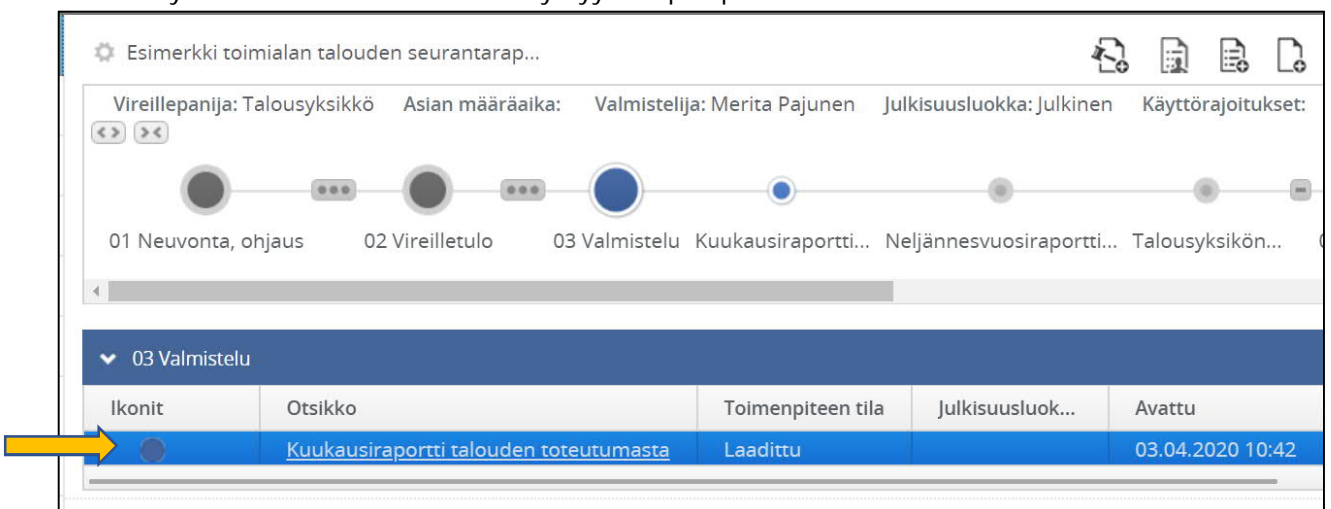 Esimerkki toimialan talouden seurantarap...
Vireillepanija: Talousyksikkö Asian määräaika: Valmistelija: Merita Pajunen Julkisuusluokka: Julkinen Käyttörajoitukset:
01 Neuvonta, ohjaus 02 Vireilletulo 03 Valmistelu Kuukausiraportti... Neljännesvuosiraportti... Talousyksikön...
03 Valmistelu
Ikonit Otsikko Toimenpiteen tila Julkisuusluok... Avattu
Kuukausiraportti talouden toteutumasta Laadittu 03.04.2020 10:42